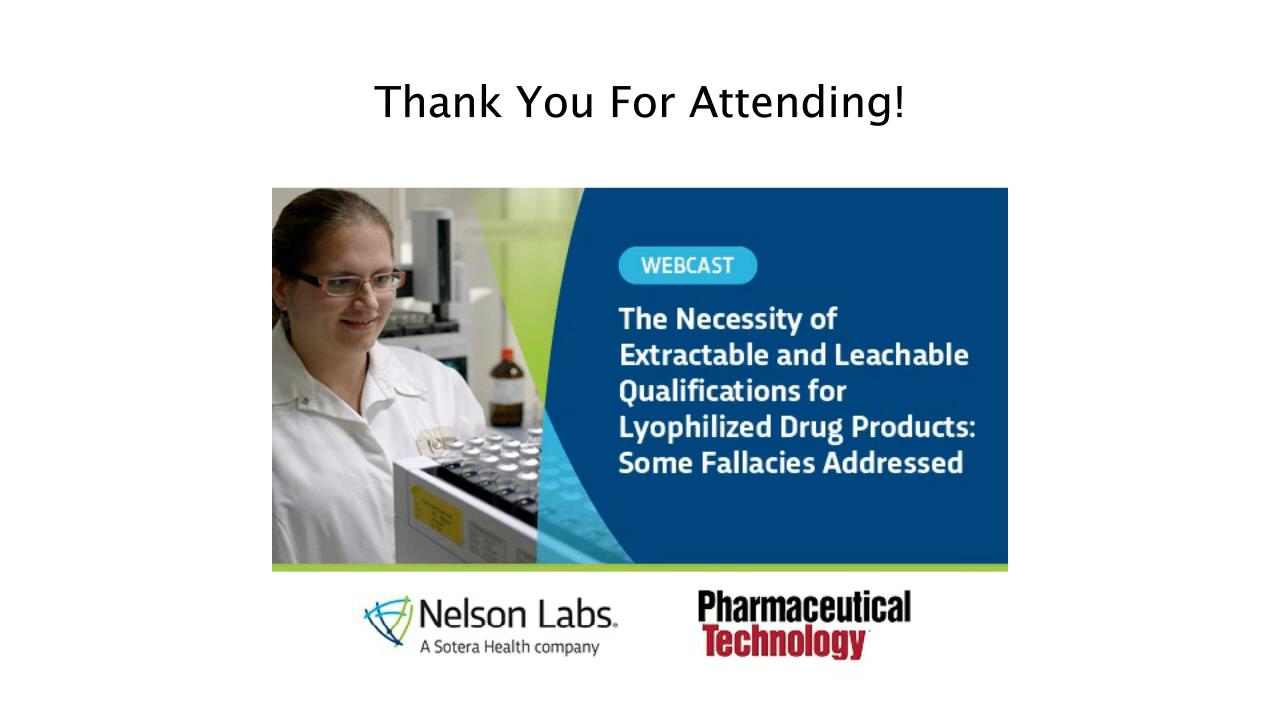 Thank You For Attending!
WEBCAST
The Necessity of
Extractable and Leachable
Qualifications for
Lyophilized Drug Products:
Some Fallacies Addressed
Nelson Labs®
A Sotera Health company
Pharmaceutical
Technology